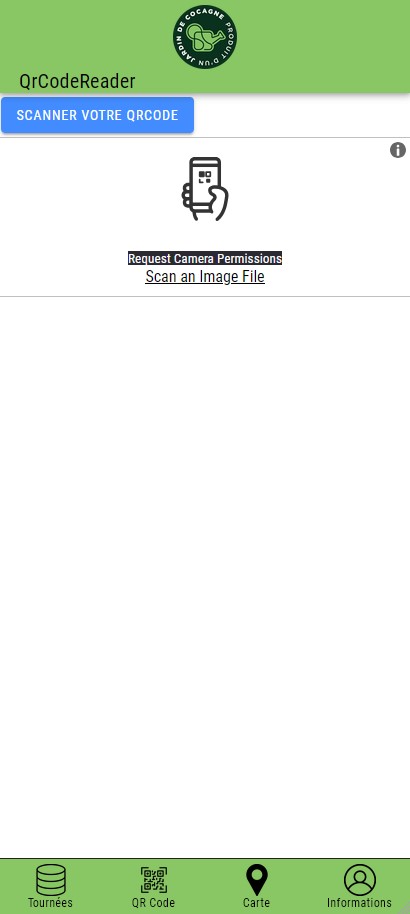 JARDIN DE COCAGNE PRODUIT D'UN
QrCodeReader
SCANNER VOTRE QRCODE
Request Camera Permissions
Scan an Image File
Tournées
QR Code
Carte
Informations